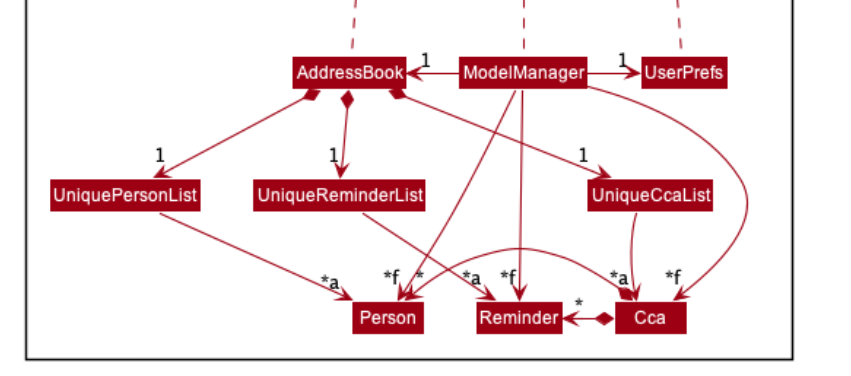 1
1
AddressBook
ModelManager
UserPrefs
1
1
1
UniquePersonList
UniqueReminderList
UniqueCcaList
*a
*f
*
*a
*f
*a
*f
*
Person
Reminder
Cca